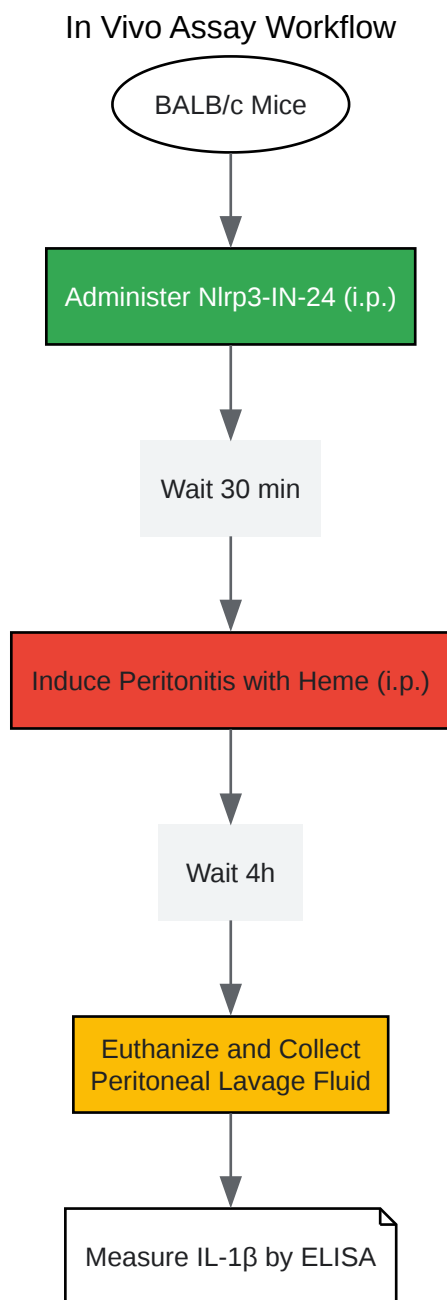 In Vivo Assay Workflow
BALB/c Mice
Administer Nlrp3-IN-24 (i.p.)
Wait 30 min
Induce Peritonitis with Heme (i.p.)
Wait 4h
Euthanize and Collect
Peritoneal Lavage Fluid
Measure IL-1β by ELISA